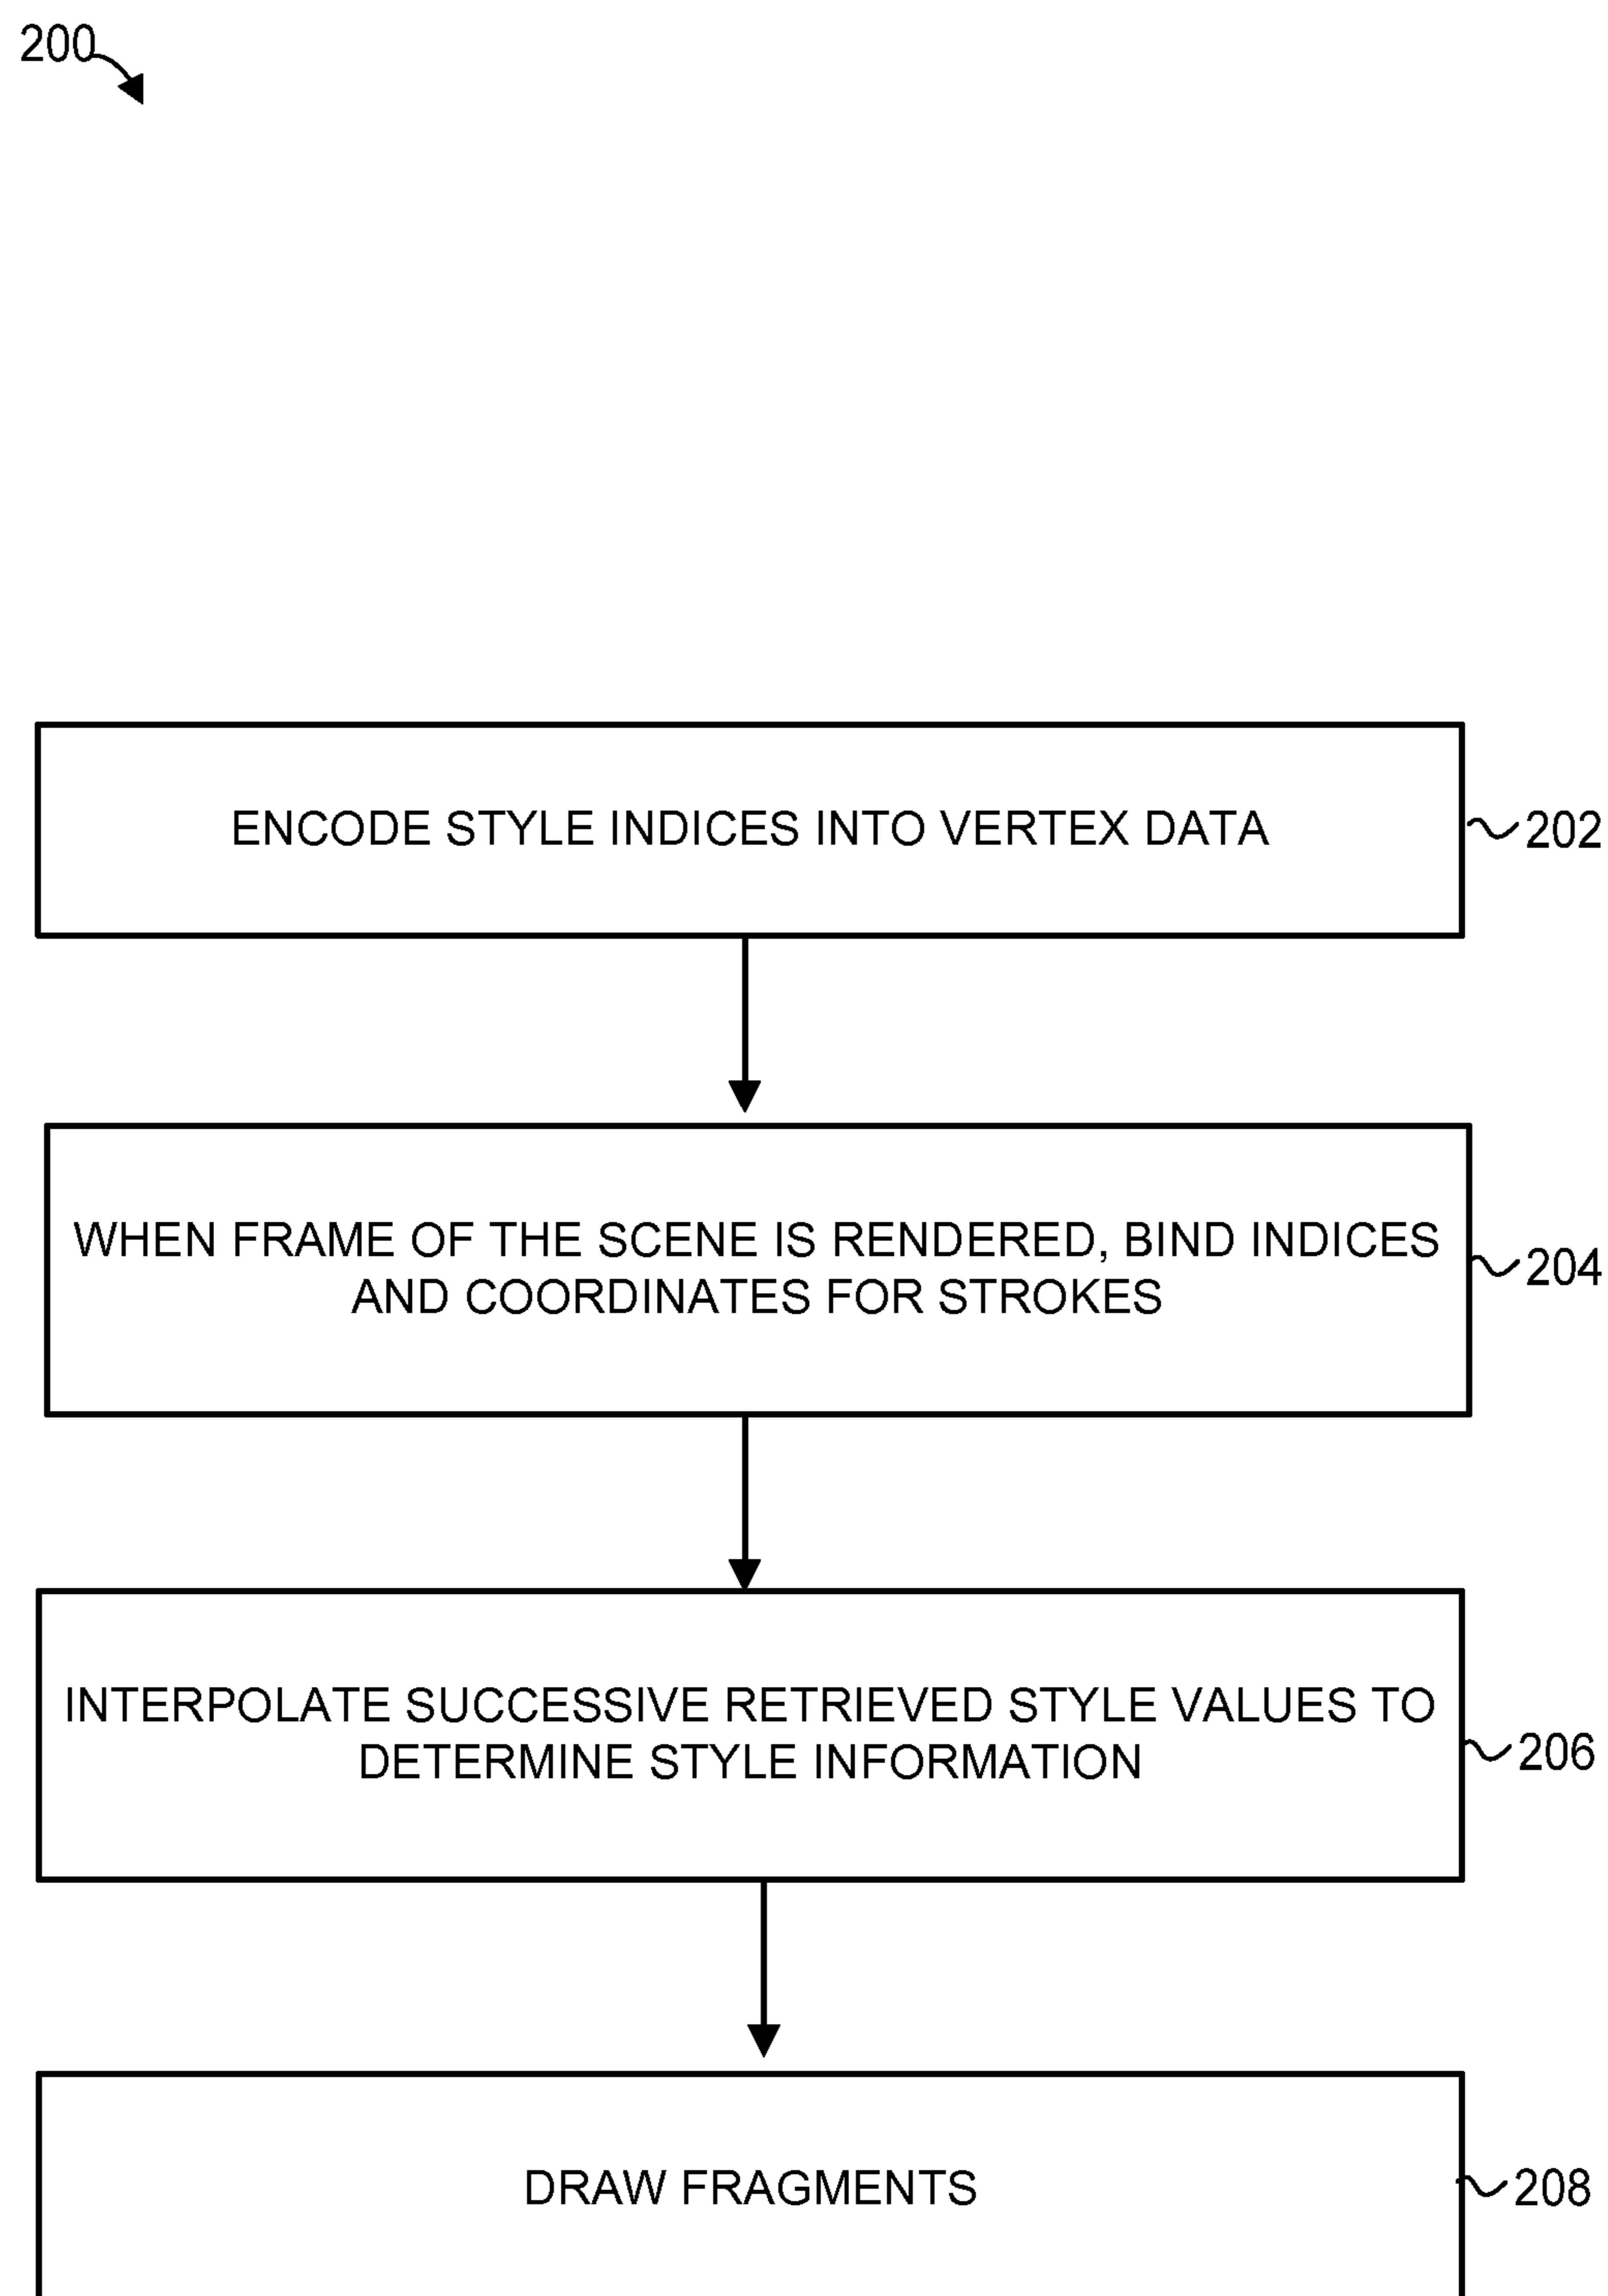 200
ENCODE STYLE INDICES INTO VERTEX DATA
202
WHEN FRAME OF THE SCENE IS RENDERED, BIND INDICES
AND COORDINATES FOR STROKES
204
INTERPOLATE SUCCESSIVE RETRIEVED STYLE VALUES TO
DETERMINE STYLE INFORMATION
206
DRAW FRAGMENTS
208